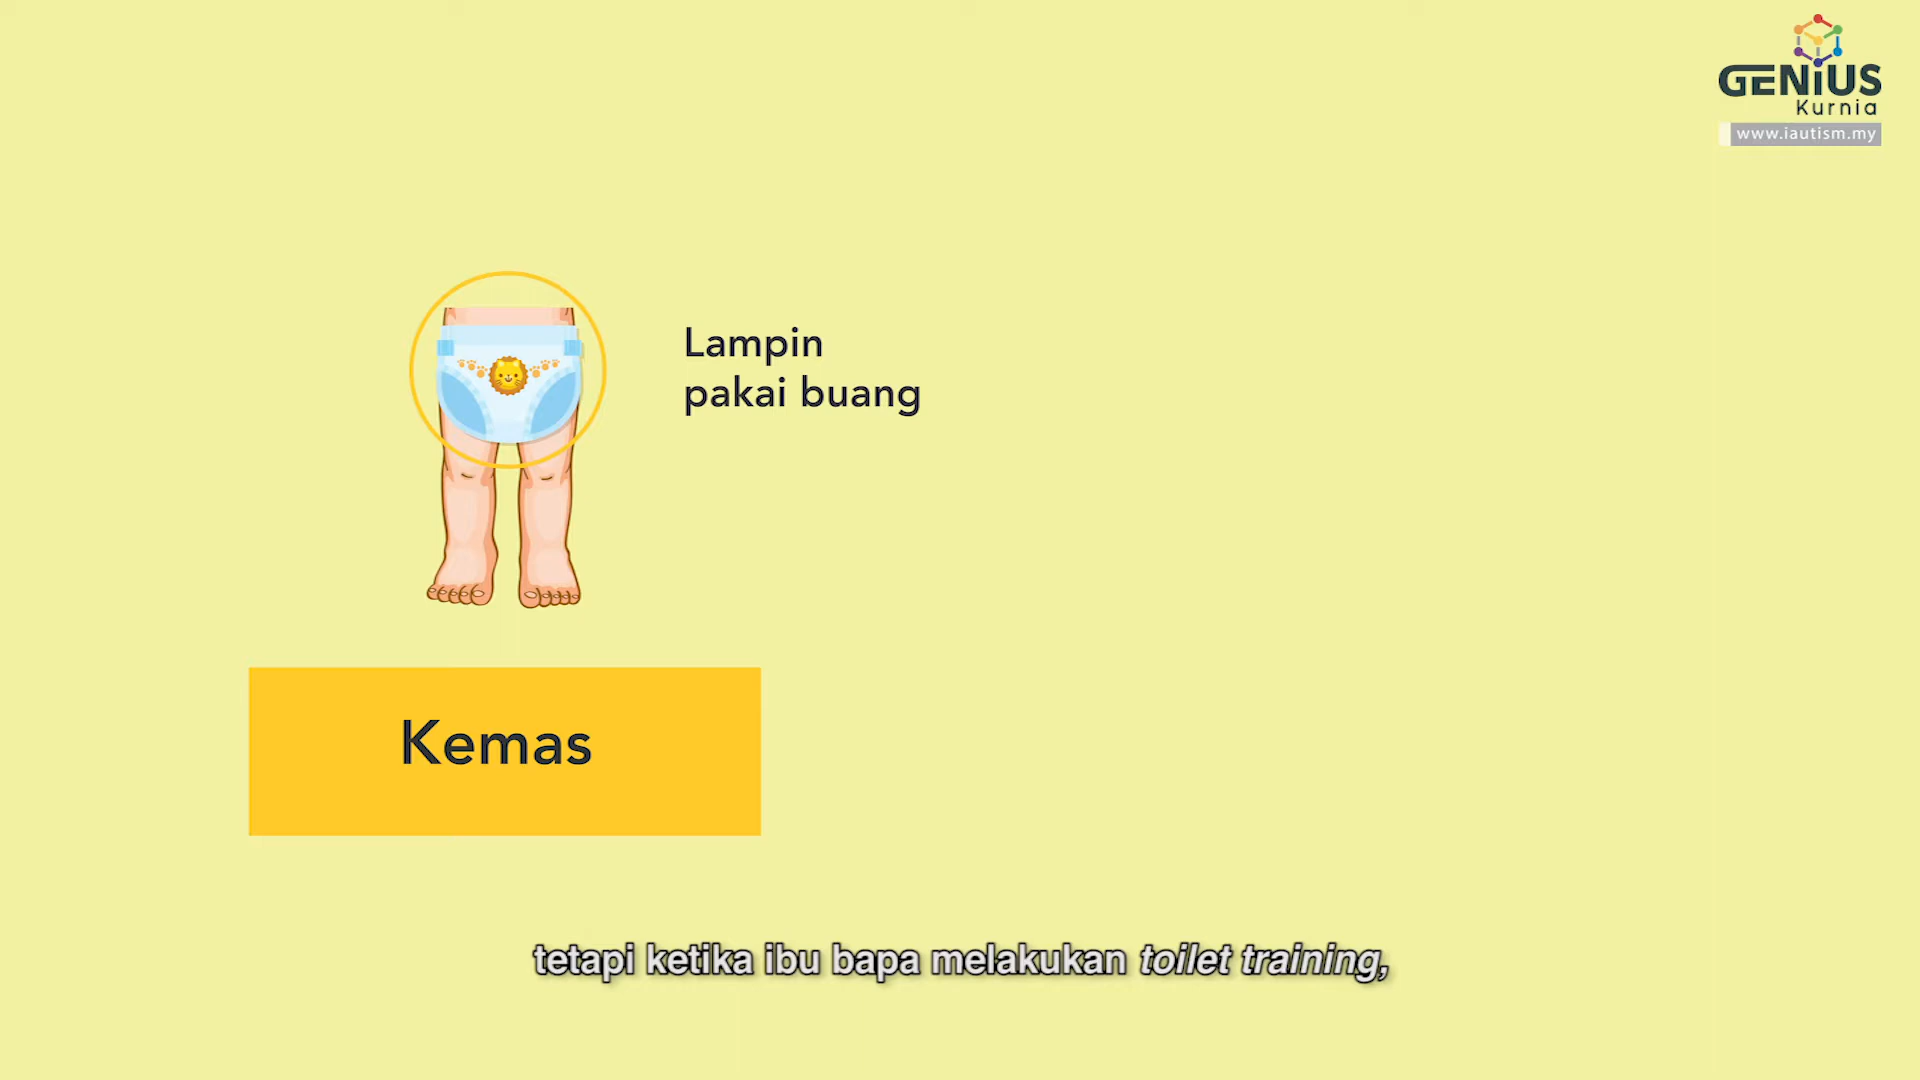 GENiUS
Kurnia
www.iautism.my
Lampin
pakai buang
Kemas
tetapi ketika ibu bapa melakukan toilet training,